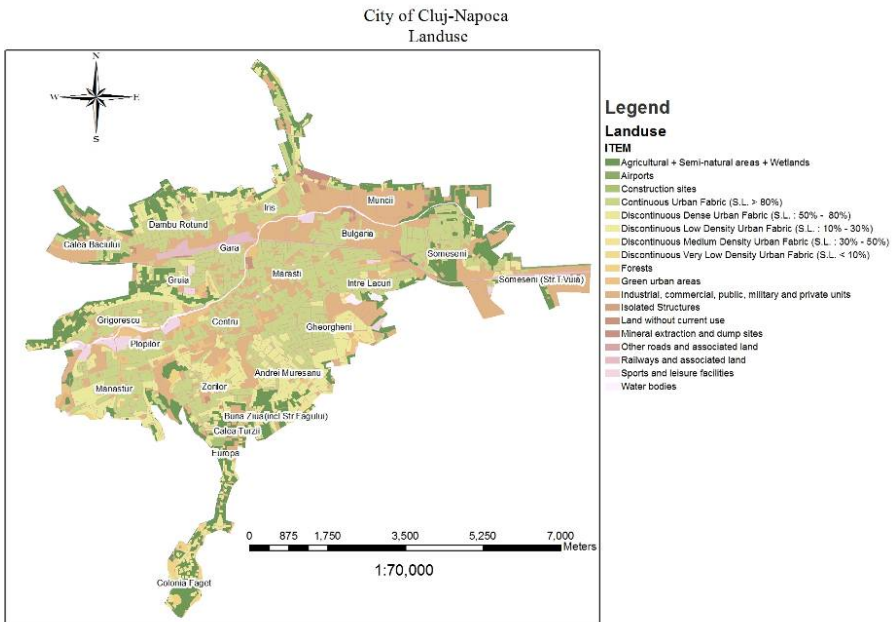 City of Cluj-Napoca
Landuse
N
W
E
S
Iris
Muncii
Dambu Rotund
Calea Baciului
Gara
Bulgaria
Someseni
Gruia
Marasti
Intre Lacuri
Someseni (Str.T.Vuia)
Grigorescu
Centru
Gheorgheni
Plopilor
Andrei Muresanu
Manastur
Zorilor
Buna Ziua(incl Str Fagului)
Calea Turzii
Europa
0 875 1,750 3,500 5,250 7,000
Meters
1:70,000
Colonia Faget
Legend
Landuse
ITEM
Agricultural + Semi-natural areas + Wetlands
Airports
Construction sites
Continuous Urban Fabric (S.L. > 80%)
Discontinuous Dense Urban Fabric (S.L. : 50% - 80%)
Discontinuous Low Density Urban Fabric (S.L. : 10% - 30%)
Discontinuous Medium Density Urban Fabric (S.L. : 30% - 50%)
Discontinuous Very Low Density Urban Fabric (S.L. < 10%)
Forests
Green urban areas
Industrial, commercial, public, military and private units
Isolated Structures
Land without current use
Mineral extraction and dump sites
Other roads and associated land
Railways and associated land
Sports and leisure facilities
Water bodies